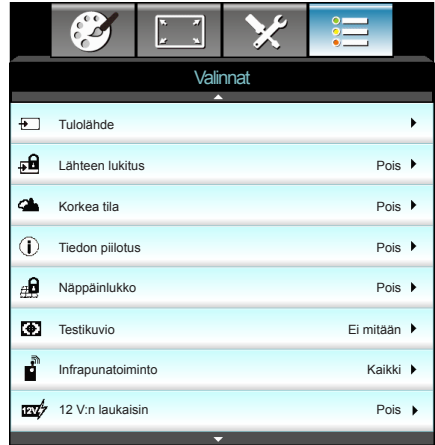 Valinnat
Tulolähde
Lähteen lukitus Pois
Korkea tila Pois
Tiedon piilotus Pois
Näppäinlukko Pois
Testikuvio Ei mitään
Infrapunatoiminto Kaikki
12V 12 V:n laukaisin Pois